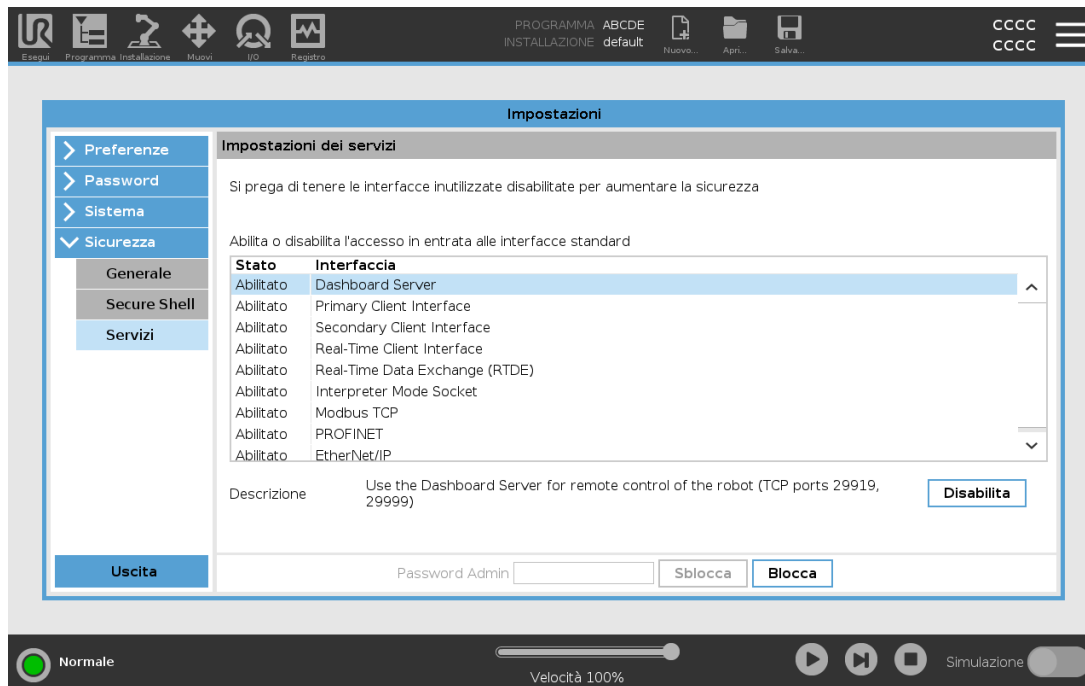 UR
PROGRAMMA ABCDE
INSTALLAZIONE default
CCCC
CCCC
Esegui Programma Installazione Muovi I/O Registro Nuovo... Apri... Salva...
Impostazioni
Preferenze
Password
Sistema
Sicurezza
Generale
Secure Shell
Servizi
Uscita
Impostazioni dei servizi
Si prega di tenere le interfacce inutilizzate disabilitate per aumentare la sicurezza
Abilita o disabilita l'accesso in entrata alle interfacce standard
Stato Interfaccia
Abilitato Dashboard Server
Abilitato Primary Client Interface
Abilitato Secondary Client Interface
Abilitato Real-Time Client Interface
Abilitato Real-Time Data Exchange (RTDE)
Abilitato Interpreter Mode Socket
Abilitato Modbus TCP
Abilitato PROFINET
Abilitato EtherNet/IP
Descrizione
Use the Dashboard Server for remote control of the robot (TCP ports 29919,
29999)
Disabilita
Password Admin Sblocca Blocca
Normale
Velocità 100%
Simulazione